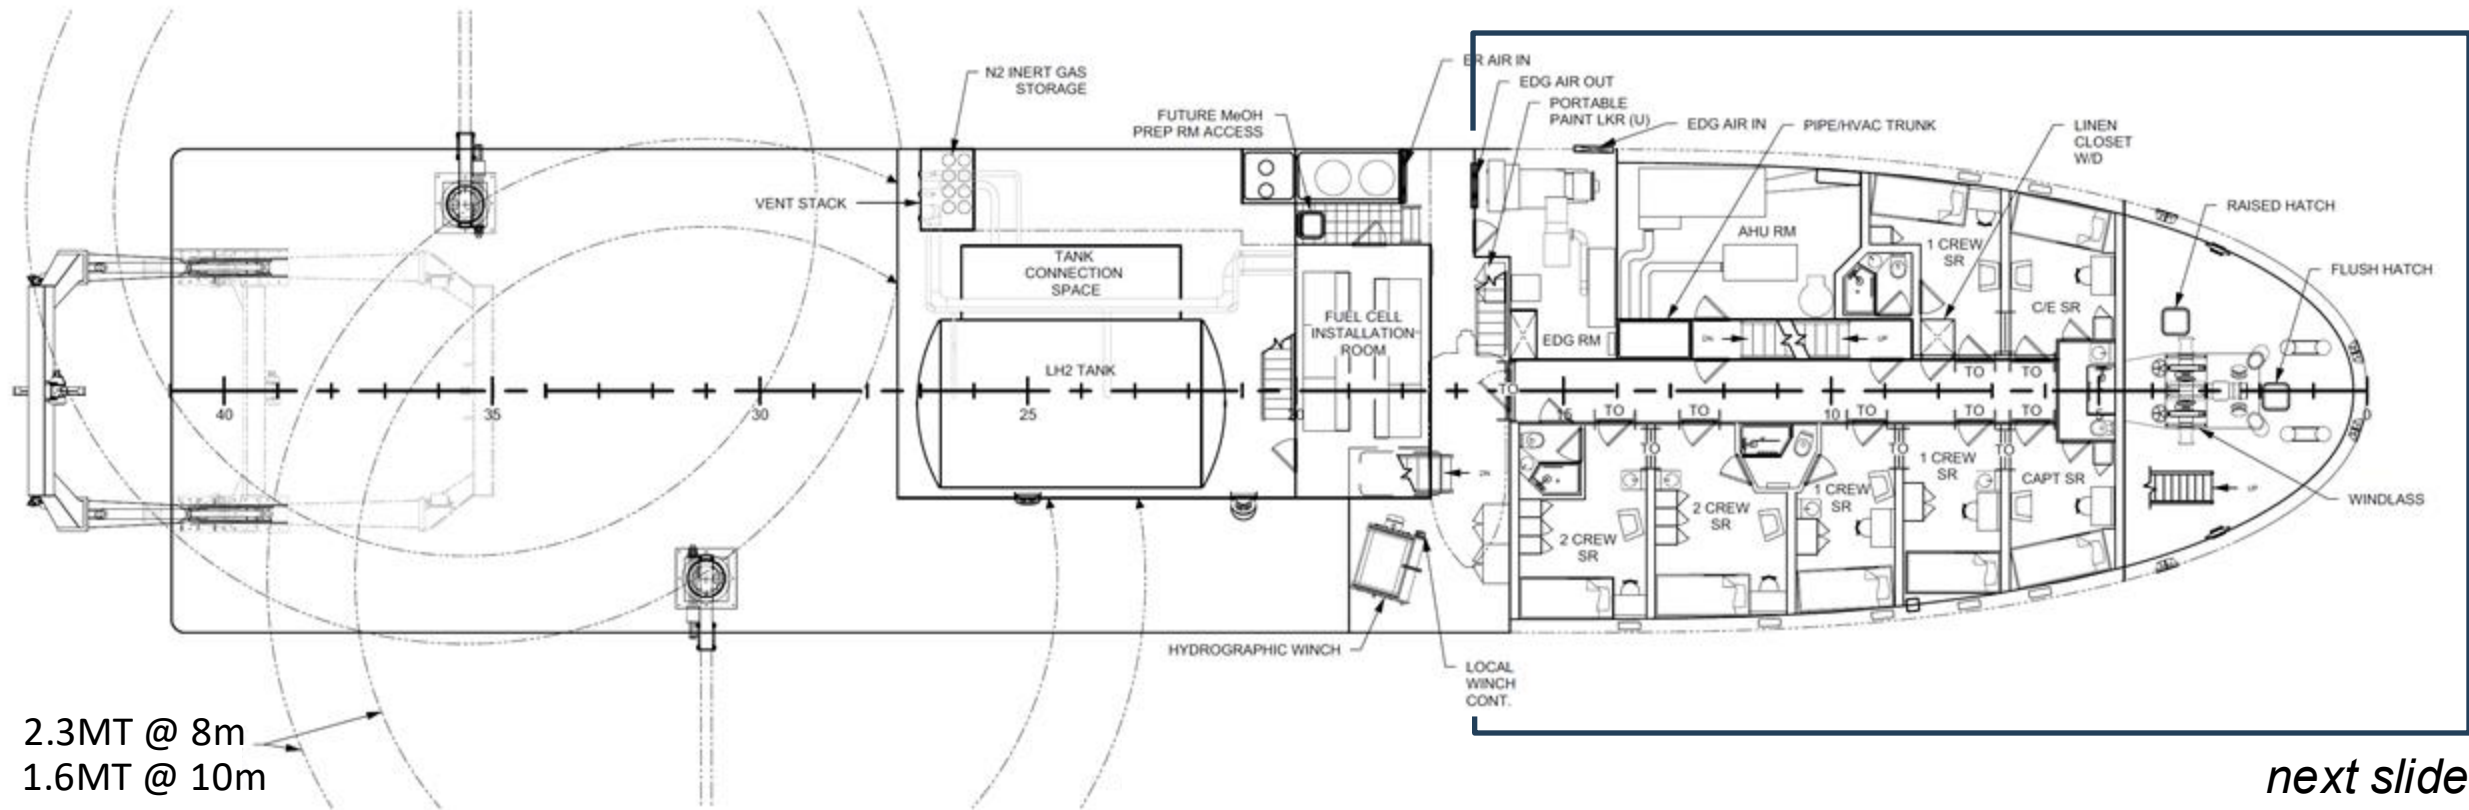 ER AIR IN
N2 INERT GAS
STORAGE
EDG AIR OUT
PORTABLE
PAINT LKR (U)
FUTURE MeOH
PREP RM ACCESS
EDG AIR IN
PIPE/HVAC TRUNK
LINEN
CLOSET
W/D
VENT STACK
RAISED HATCH
AHU RM
1 CREW
SR
TANK
CONNECTION
SPACE
FLUSH HATCH
C/E SR
FUEL CELL
INSTALLATION
ROOM
EDG RM
DN
UP
LH2 TANK
TO
TO
TO
40
35
30
25
20
15
10
5
0
TO
TO
TO
TO
TO
TO
TO
TO
DN
1 CREW
SR
CAPT SR
1 CREW
SR
2 CREW
SR
2 CREW
SR
UP
WINDLASS
HYDROGRAPHIC WINCH
LOCAL
WINCH
CONT.
2.3MT @ 8m
1.6MT @ 10m
next slide